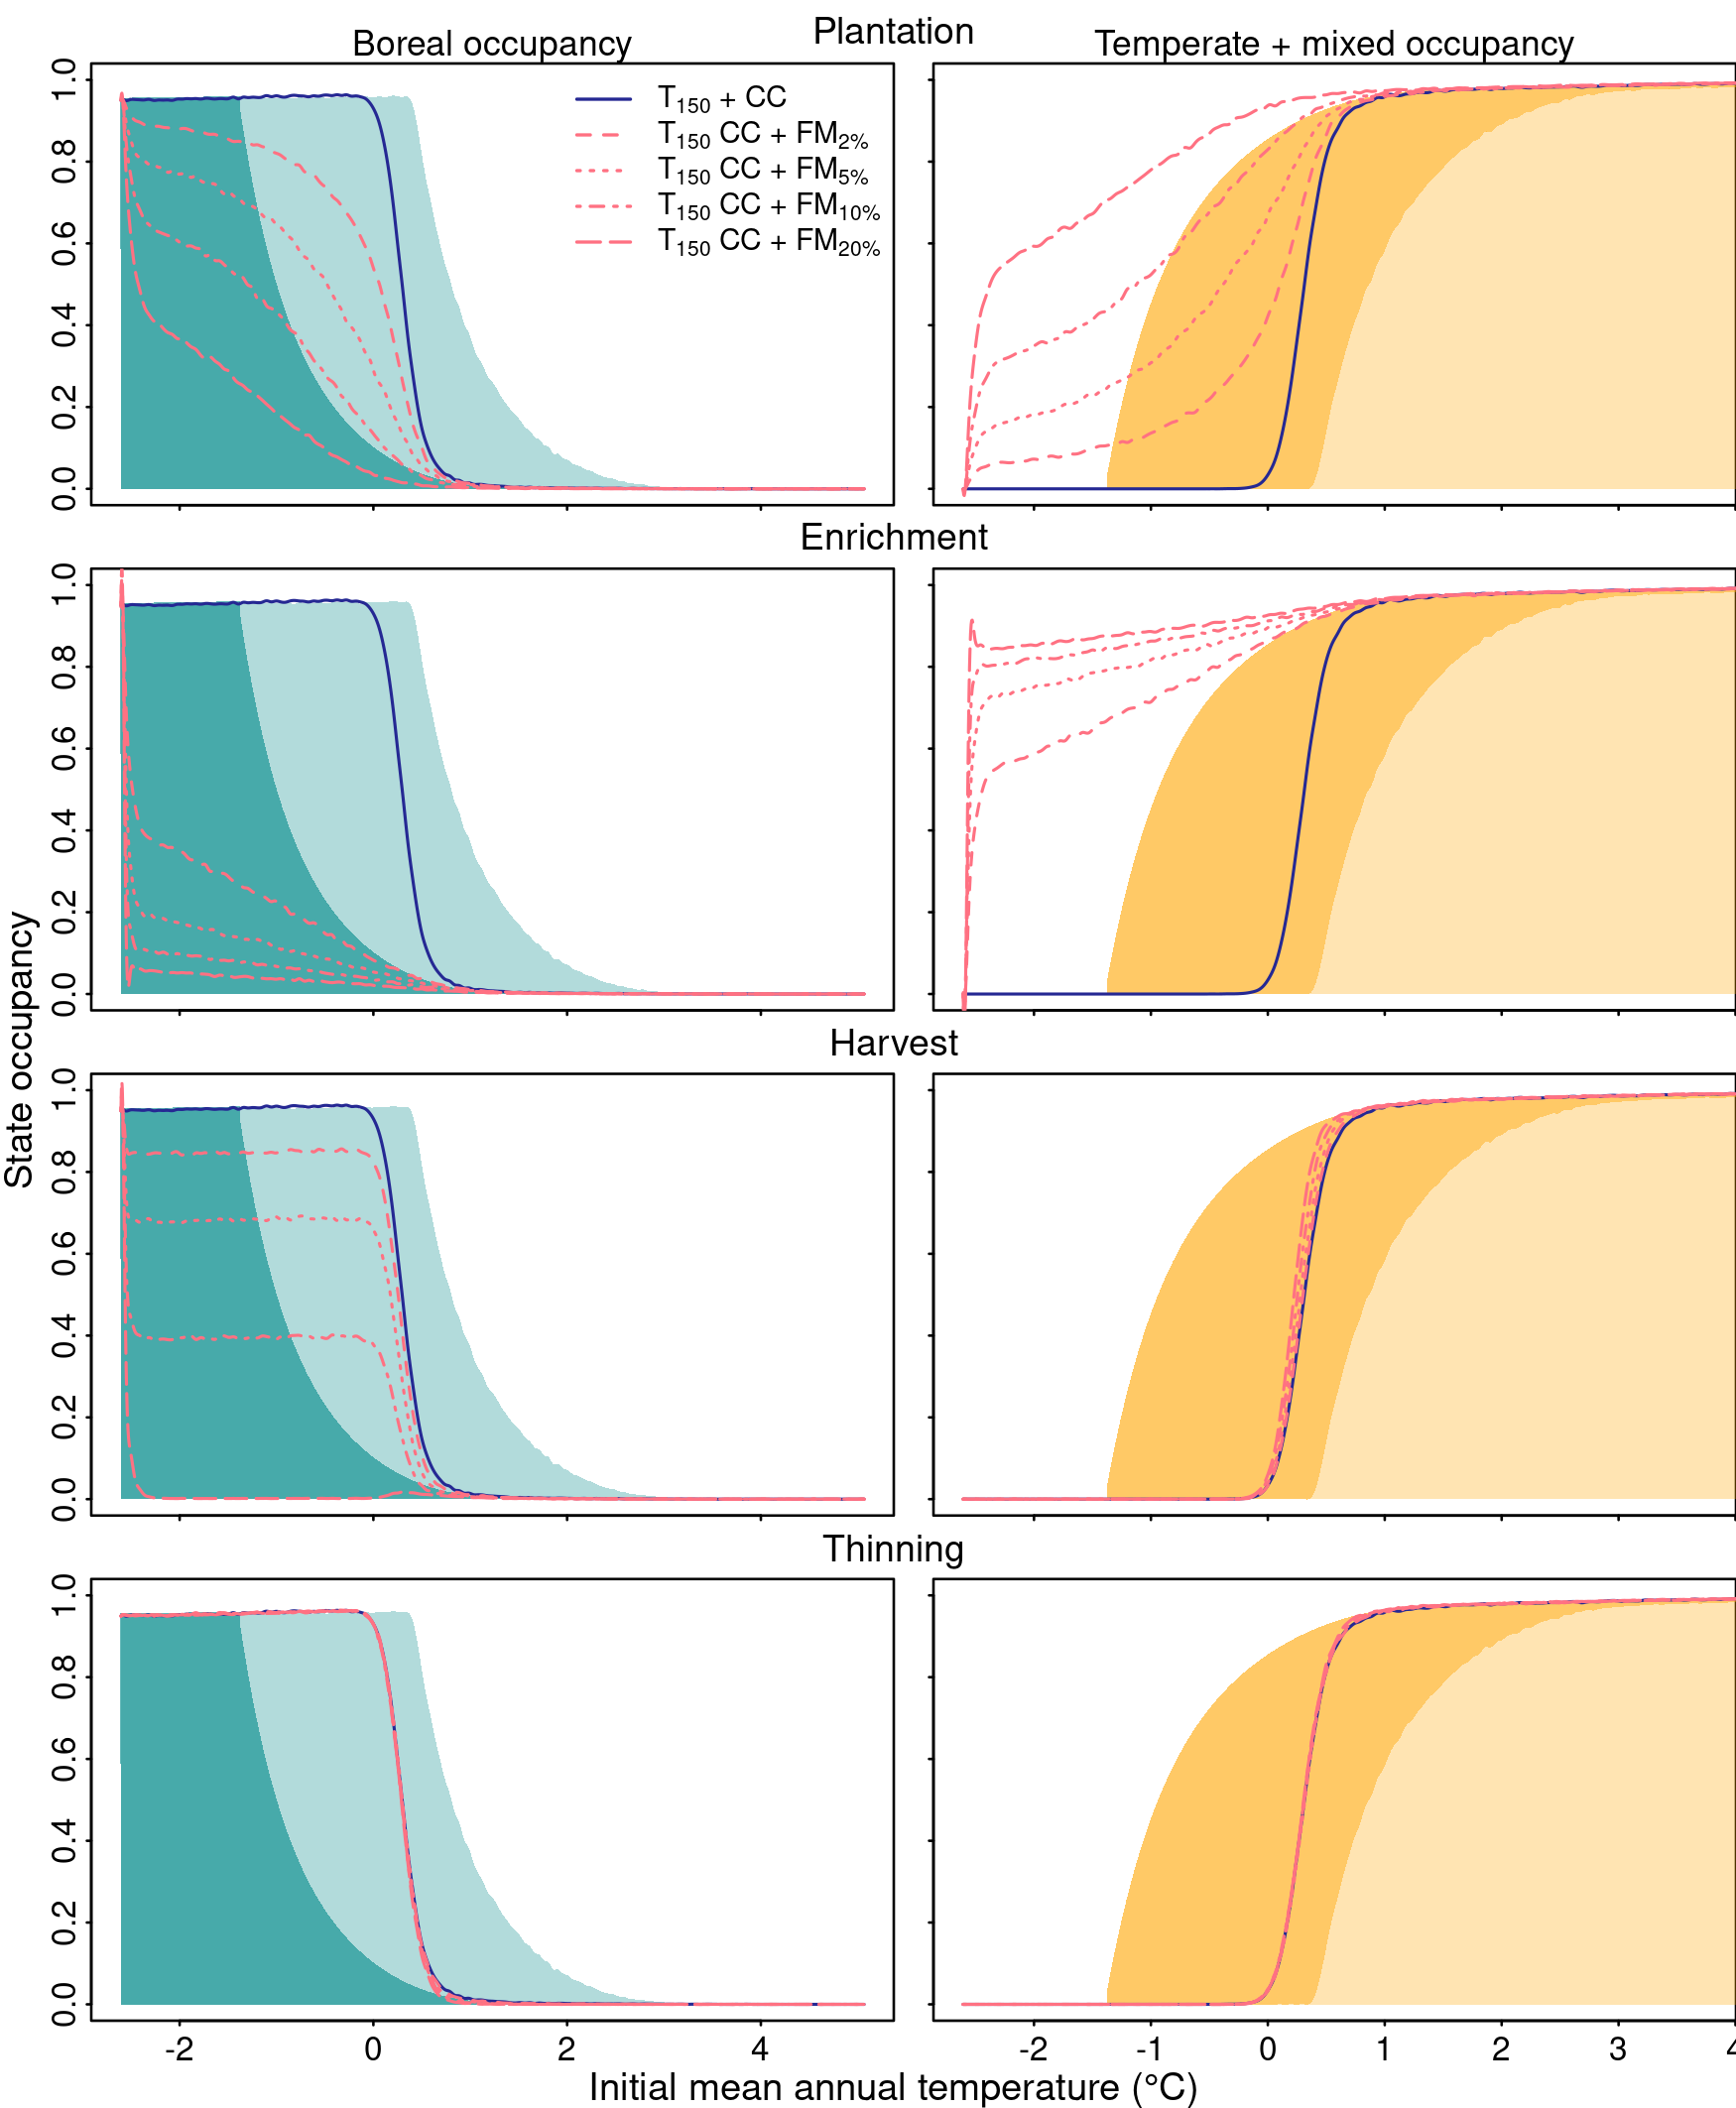 Plantation
Boreal occupancy
Temperate + mixed occupancy
T150 + CC
T150 CC + FM2%
T150 CC + FM5%
T150 CC + FM10%
T150 CC + FM20%
0.0 0.2 0.4 0.6 0.8 1.0
Enrichment
0.0 0.2 0.4 0.6 0.8 1.0
Harvest
0.0 0.2 0.4 0.6 0.8 1.0
Thinning
0.0 0.2 0.4 0.6 0.8 1.0
State occupancy
-2 0 2 4
-2 -1 0 1 2 3 4
Initial mean annual temperature (°C)